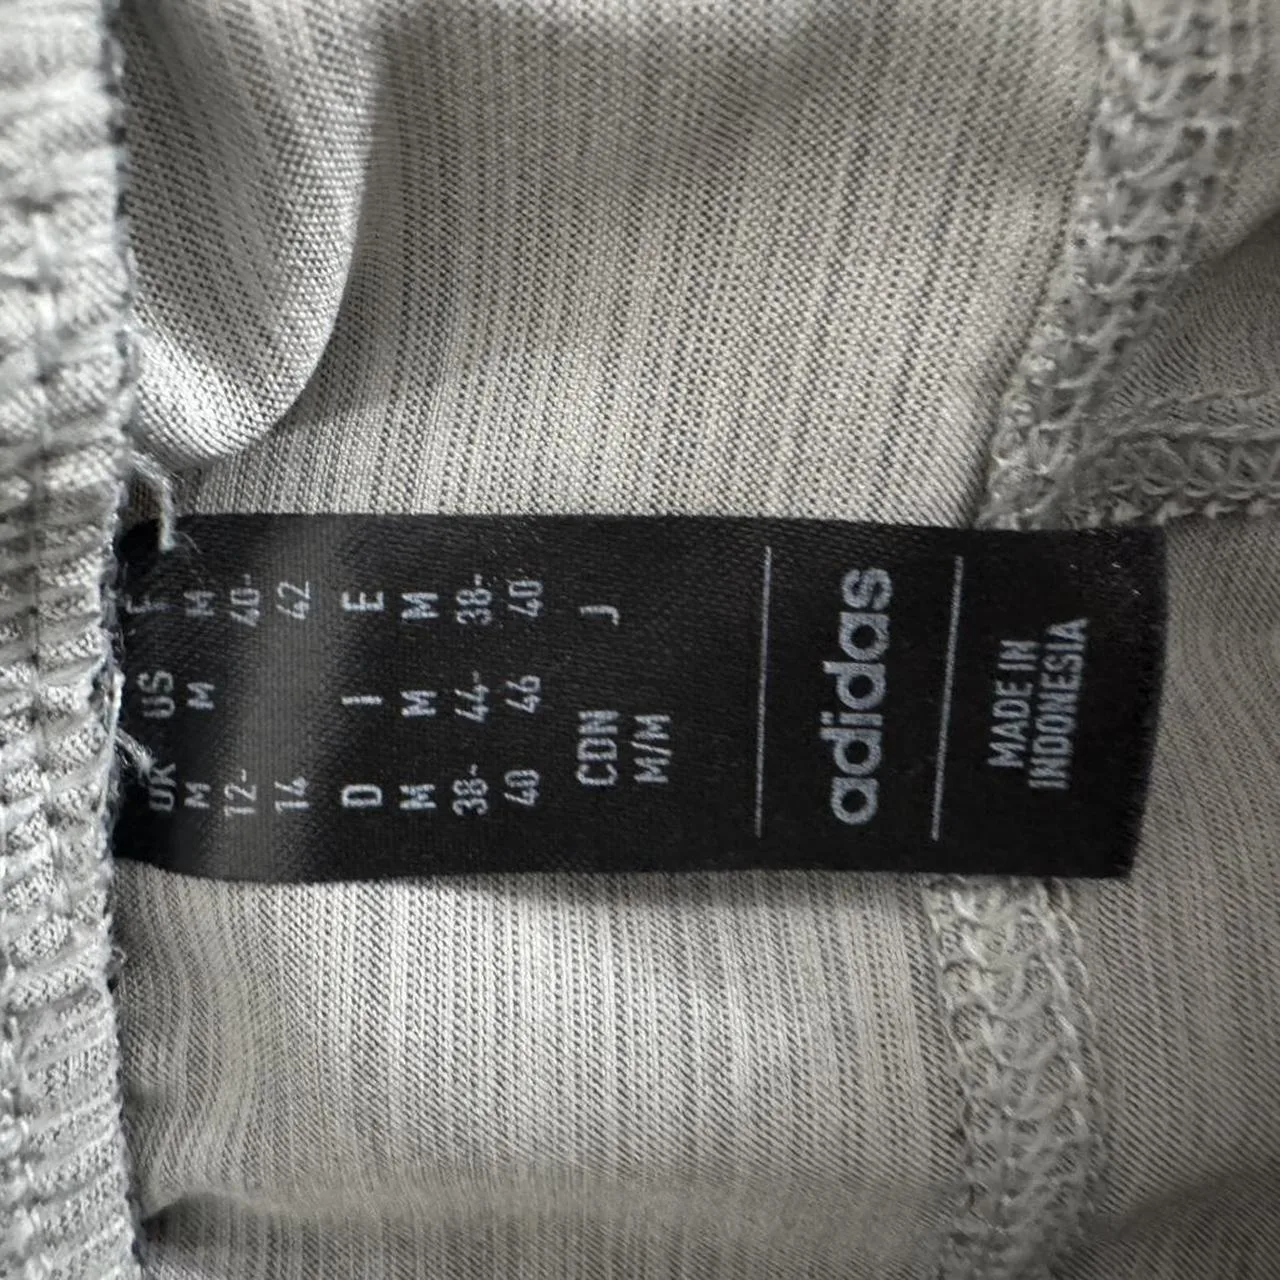 UK US F
M M M
12- 40-
14 42
D I E
M M M
38- 44- 38-
40 46 40
CDN J
M/M
adidas
MADE IN
INDONESIA